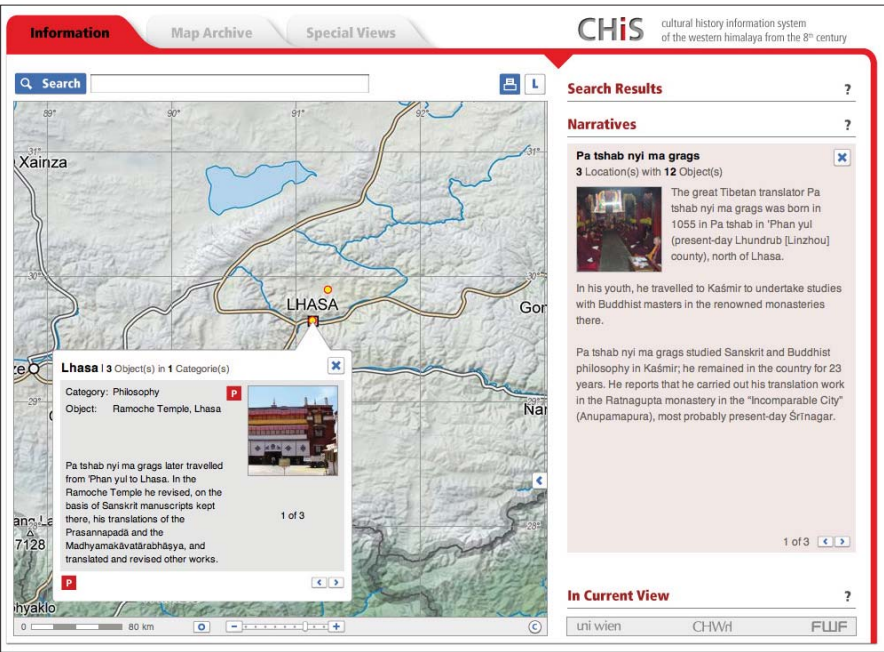 Information
Map Archive
Special Views
CHiS
cultural history information system
of the western himalaya from the 8th century
Search
L
89°
90°
91°
92°
31°
31°
Xainza
30°
30°
LHASA
Gor
ze
29°
Nar
28°
7128
hyaklo
Lhasa | 3 Object(s) in 1 Categorie(s)
Category: Philosophy
P
Object: Ramoche Temple, Lhasa
Pa tshab nyi ma grags later travelled
from 'Phan yul to Lhasa. In the
Ramoche Temple he revised, on the
basis of Sanskrit manuscripts kept
there, his translations of the
Prasannapadā and the
Madhyamakāvatārabhāṣya, and
translated and revised other works.
1 of 3
P
0
80 km
C
Search Results
?
Narratives
?
Pa tshab nyi ma grags
3 Location(s) with 12 Object(s)
The great Tibetan translator Pa
tshab nyi ma grags was born in
1055 in Pa tshab in 'Phan yul
(present-day Lhundrub [Linzhou]
county), north of Lhasa.
In his youth, he travelled to Kaśmir to undertake studies
with Buddhist masters in the renowned monasteries
there.
Pa tshab nyi ma grags studied Sanskrit and Buddhist
philosophy in Kaśmir; he remained in the country for 23
years. He reports that he carried out his translation work
in the Ratnagupta monastery in the "Incomparable City"
(Anupamapura), most probably present-day Śrīnagar.
1 of 3
In Current View
?
uni wien
CHWH
FWF